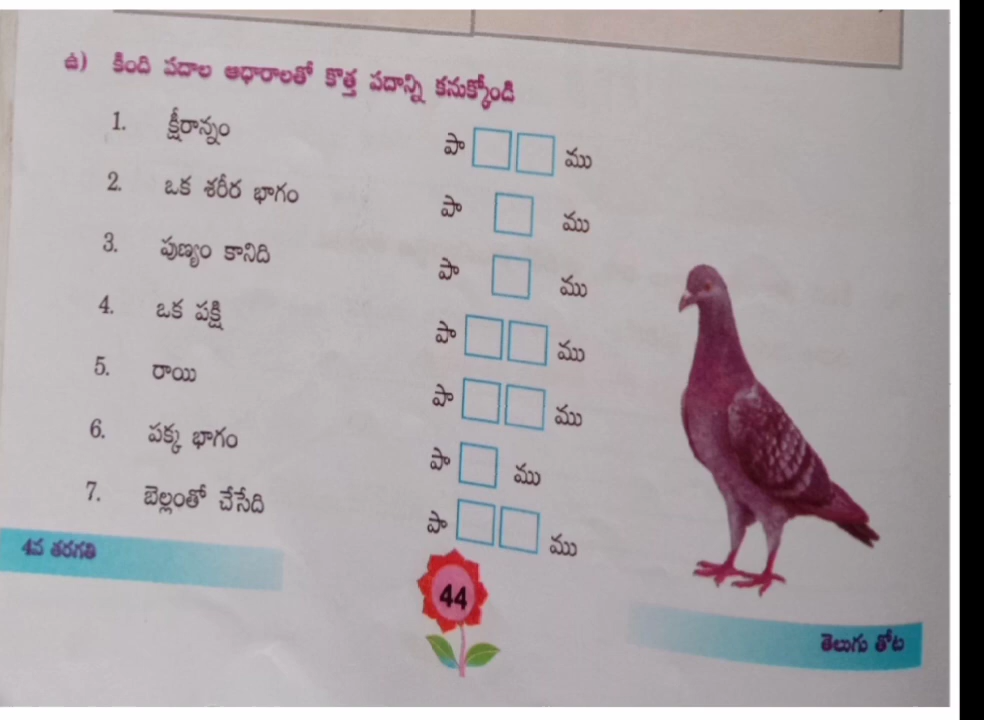 ఉ) కింది పదాల ఆధారాలతో కొత్త పదాన్ని కనుక్కోండి
1. క్షీరాన్నం పా ము
2. ఒక శరీర భాగం పా ము
3. పుణ్యం కానిది పా ము
4. ఒక పక్షి పా ము
5. రాయి పా ము
6. పక్క భాగం పా ము
7. బెల్లంతో చేసేది పా ము
4వ తరగతి
44
తెలుగు తోట